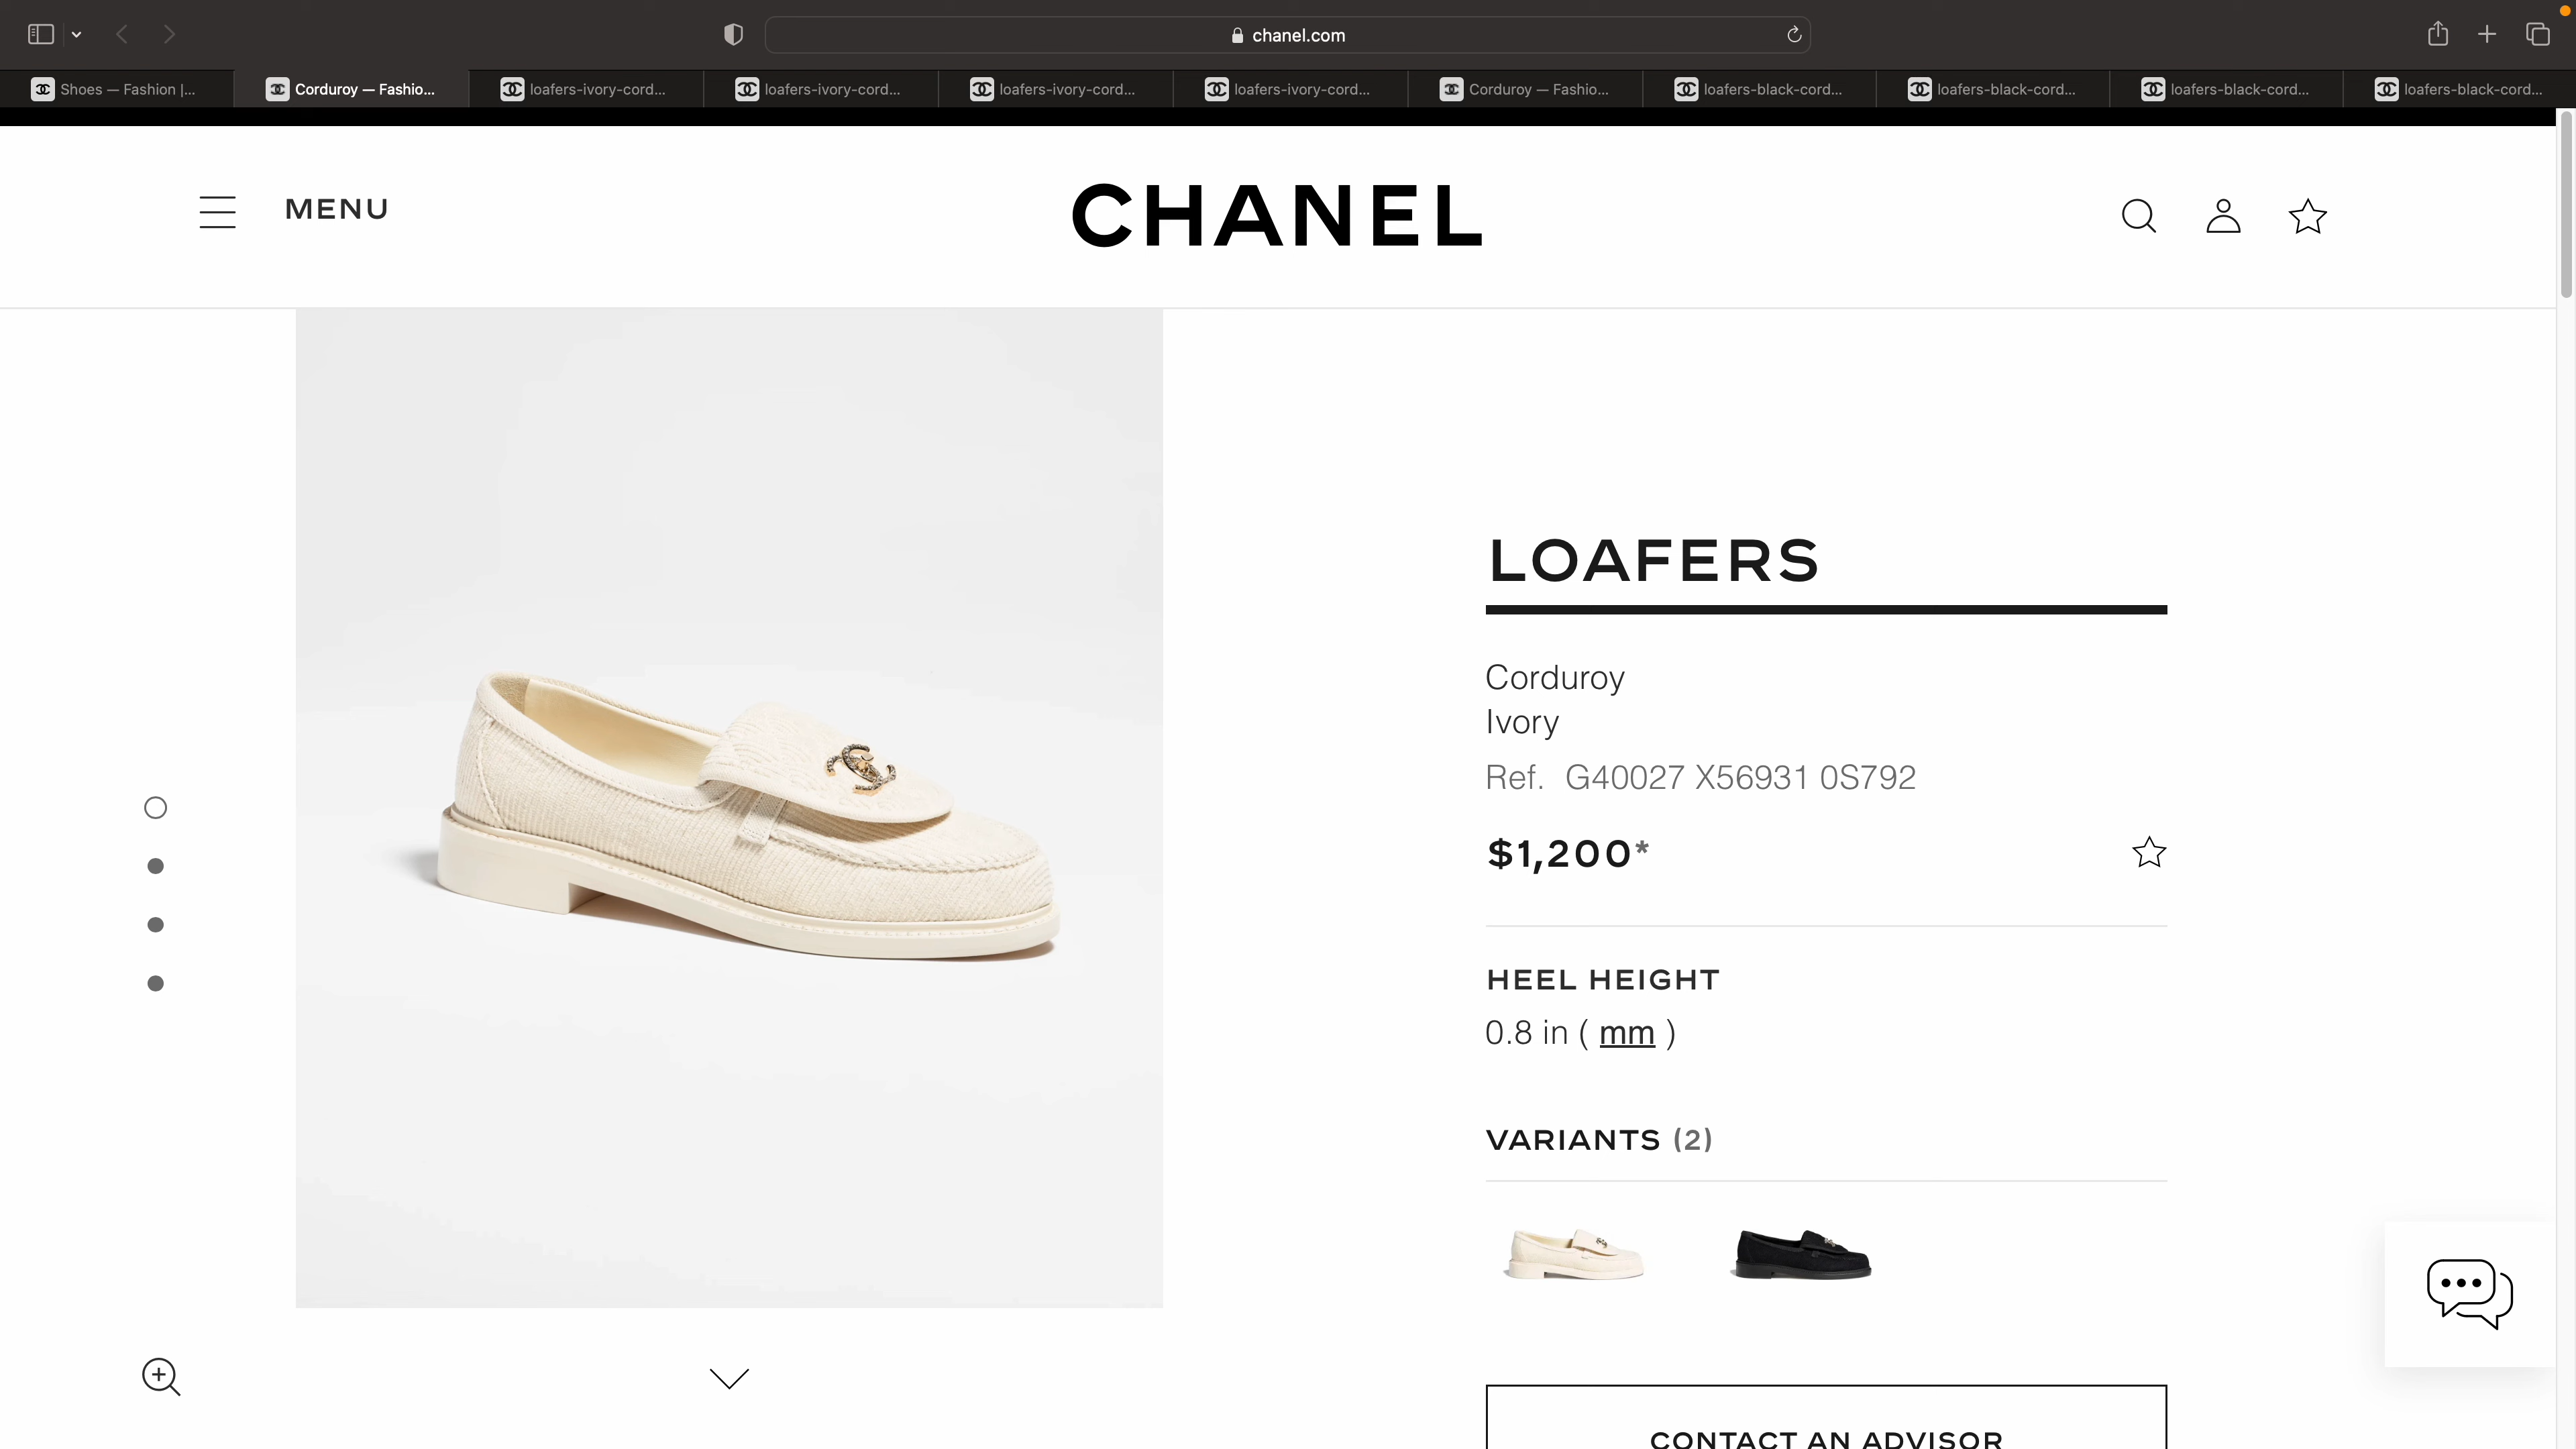 chanel.com
Shoes — Fashion |...
Corduroy — Fashio...
loafers-ivory-cord...
loafers-ivory-cord...
loafers-ivory-cord...
loafers-ivory-cord...
Corduroy — Fashio...
loafers-black-cord...
loafers-black-cord...
loafers-black-cord...
loafers-black-cord...
MENU
CHANEL
LOAFERS
Corduroy
Ivory
Ref. G40027 X56931 0S792
$1,200*
HEEL HEIGHT
0.8 in ( mm )
VARIANTS (2)
CONTACT AN ADVISOR